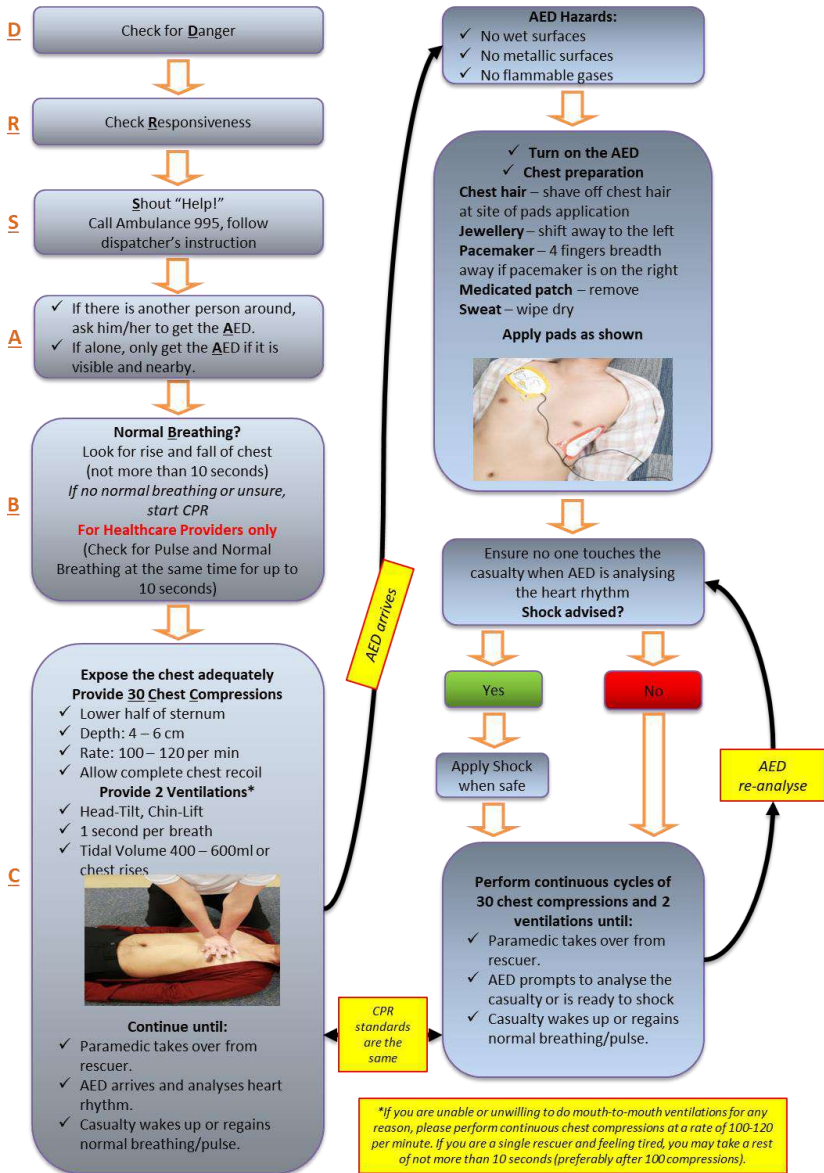 D
Check for Danger
R
Check Responsiveness
S
Shout “Help!”
Call Ambulance 995, follow
dispatcher’s instruction
A
✓ If there is another person around,
ask him/her to get the AED.
✓ If alone, only get the AED if it is
visible and nearby.
B
Normal Breathing?
Look for rise and fall of chest
(not more than 10 seconds)
If no normal breathing or unsure,
start CPR
For Healthcare Providers only
(Check for Pulse and Normal
Breathing at the same time for up to
10 seconds)
C
Expose the chest adequately
Provide 30 Chest Compressions
✓ Lower half of sternum
✓ Depth: 4 – 6 cm
✓ Rate: 100 – 120 per min
✓ Allow complete chest recoil
Provide 2 Ventilations*
✓ Head-Tilt, Chin-Lift
✓ 1 second per breath
✓ Tidal Volume 400 – 600ml or
chest rises
Continue until:
✓ Paramedic takes over from
rescuer.
✓ AED arrives and analyses heart
rhythm.
✓ Casualty wakes up or regains
normal breathing/pulse.
AED arrives
AED Hazards:
✓ No wet surfaces
✓ No metallic surfaces
✓ No flammable gases
✓ Turn on the AED
✓ Chest preparation
Chest hair – shave off chest hair
at site of pads application
Jewellery – shift away to the left
Pacemaker – 4 fingers breadth
away if pacemaker is on the right
Medicated patch – remove
Sweat – wipe dry
Apply pads as shown
Ensure no one touches the
casualty when AED is analysing
the heart rhythm
Shock advised?
Yes
No
Apply Shock
when safe
AED
re-analyse
Perform continuous cycles of
30 chest compressions and 2
ventilations until:
✓ Paramedic takes over from
rescuer.
✓ AED prompts to analyse the
casualty or is ready to shock
✓ Casualty wakes up or regains
normal breathing/pulse.
CPR
standards
are the
same
*If you are unable or unwilling to do mouth-to-mouth ventilations for any
reason, please perform continuous chest compressions at a rate of 100-120
per minute. If you are a single rescuer and feeling tired, you may take a rest
of not more than 10 seconds (preferably after 100 compressions).